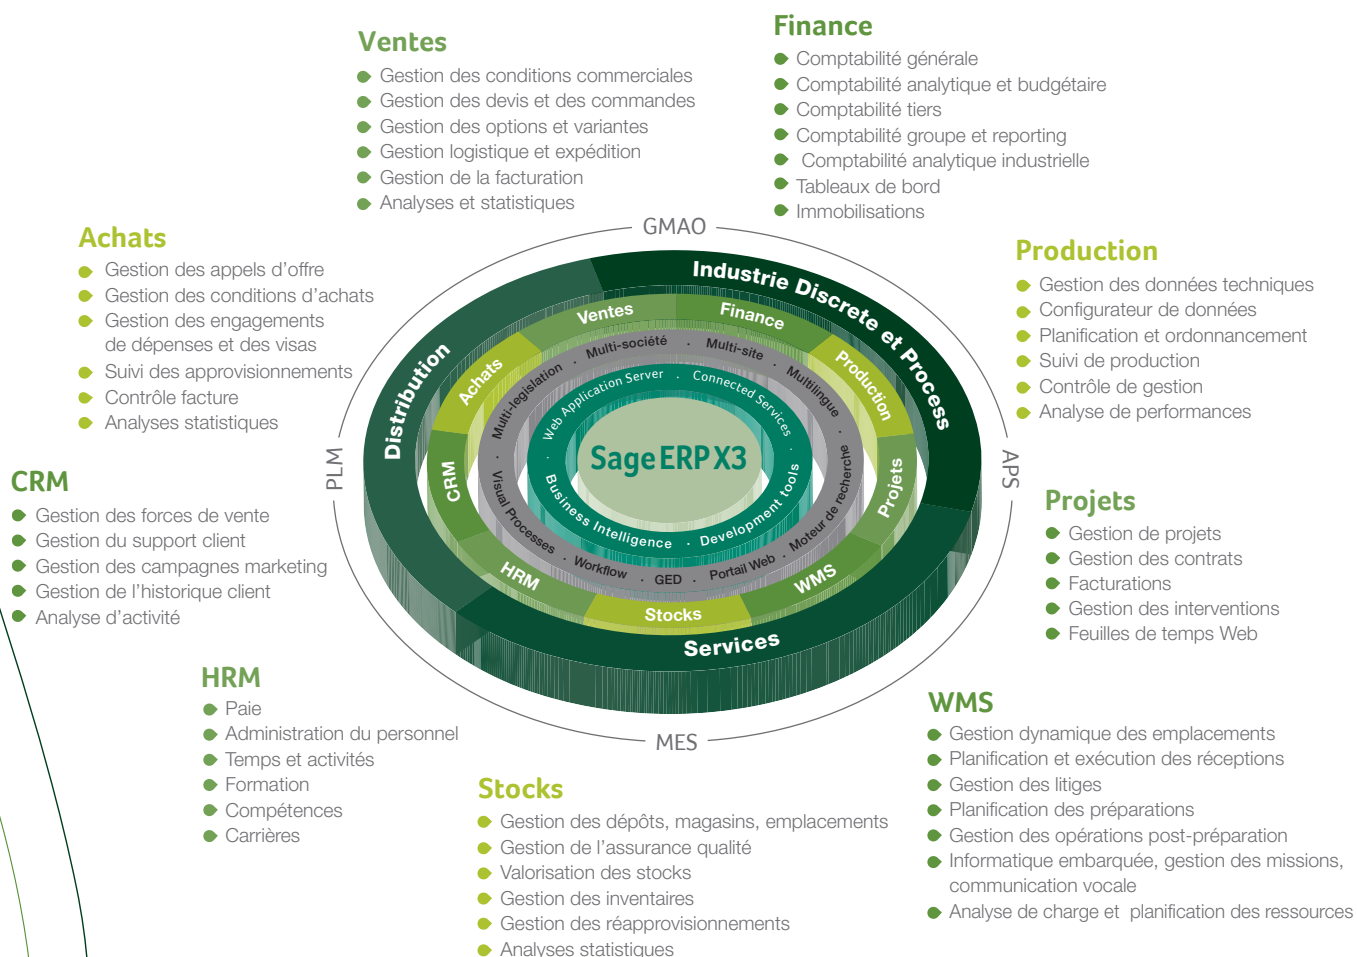 Ventes
Gestion des conditions commerciales
Gestion des devis et des commandes
Gestion des options et variantes
Gestion logistique et expédition
Gestion de la facturation
Analyses et statistiques
Finance
Comptabilité générale
Comptabilité analytique et budgétaire
Comptabilité tiers
Comptabilité groupe et reporting
Comptabilité analytique industrielle
Tableaux de bord
Immobilisations
Achats
Gestion des appels d'offre
Gestion des conditions d'achats
Gestion des engagements
de dépenses et des visas
Suivi des approvisionnements
Contrôle facture
Analyses statistiques
Production
Gestion des données techniques
Configurateur de données
Planification et ordonnancement
Suivi de production
Contrôle de gestion
Analyse de performances
CRM
Gestion des forces de vente
Gestion du support client
Gestion des campagnes marketing
Gestion de l'historique client
Analyse d'activité
Projets
Gestion de projets
Gestion des contrats
Facturations
Gestion des interventions
Feuilles de temps Web
HRM
Paie
Administration du personnel
Temps et activités
Formation
Compétences
Carrières
Stocks
Gestion des dépôts, magasins, emplacements
Gestion de l'assurance qualité
Valorisation des stocks
Gestion des inventaires
Gestion des réapprovisionnements
Analyses statistiques
WMS
Gestion dynamique des emplacements
Planification et exécution des réceptions
Gestion des litiges
Planification des préparations
Gestion des opérations post-préparation
Informatique embarquée, gestion des missions,
communication vocale
Analyse de charge et planification des ressources
GMAO
APS
MES
PLM
Distribution
Industrie Discrete et Process
Services
Achats
Ventes
Finance
Production
Projets
WMS
Stocks
HRM
CRM
Multi-legislation · Multi-société · Multi-site · Multilingue ·
Visual Processes · Workflow · GED · Portail Web · Moteur de recherche
· Web Application Server · Connected Services ·
Business Intelligence · Development tools
Sage ERP X3